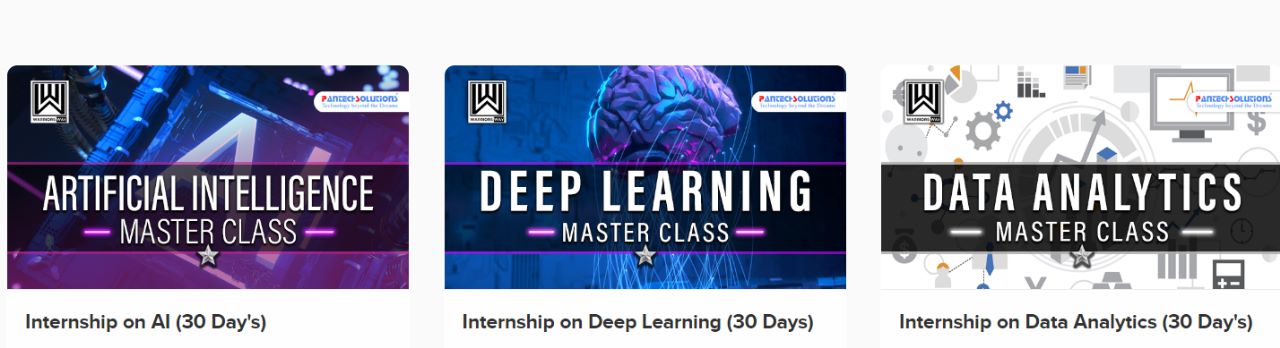 WARRIORS WAY
PANTECH SOLUTIONS
Technology beyond the Dreams
AI
ARTIFICIAL INTELLIGENCE
MASTER CLASS
Internship on AI (30 Day's)
WARRIORS WAY
PANTECH SOLUTIONS
Technology beyond the Dreams
DEEP LEARNING
MASTER CLASS
Internship on Deep Learning (30 Days)
WARRIORS WAY
PANTECH SOLUTIONS
Technology beyond the Dreams
$
DATA ANALYTICS
MASTER CLASS
Internship on Data Analytics (30 Day's)